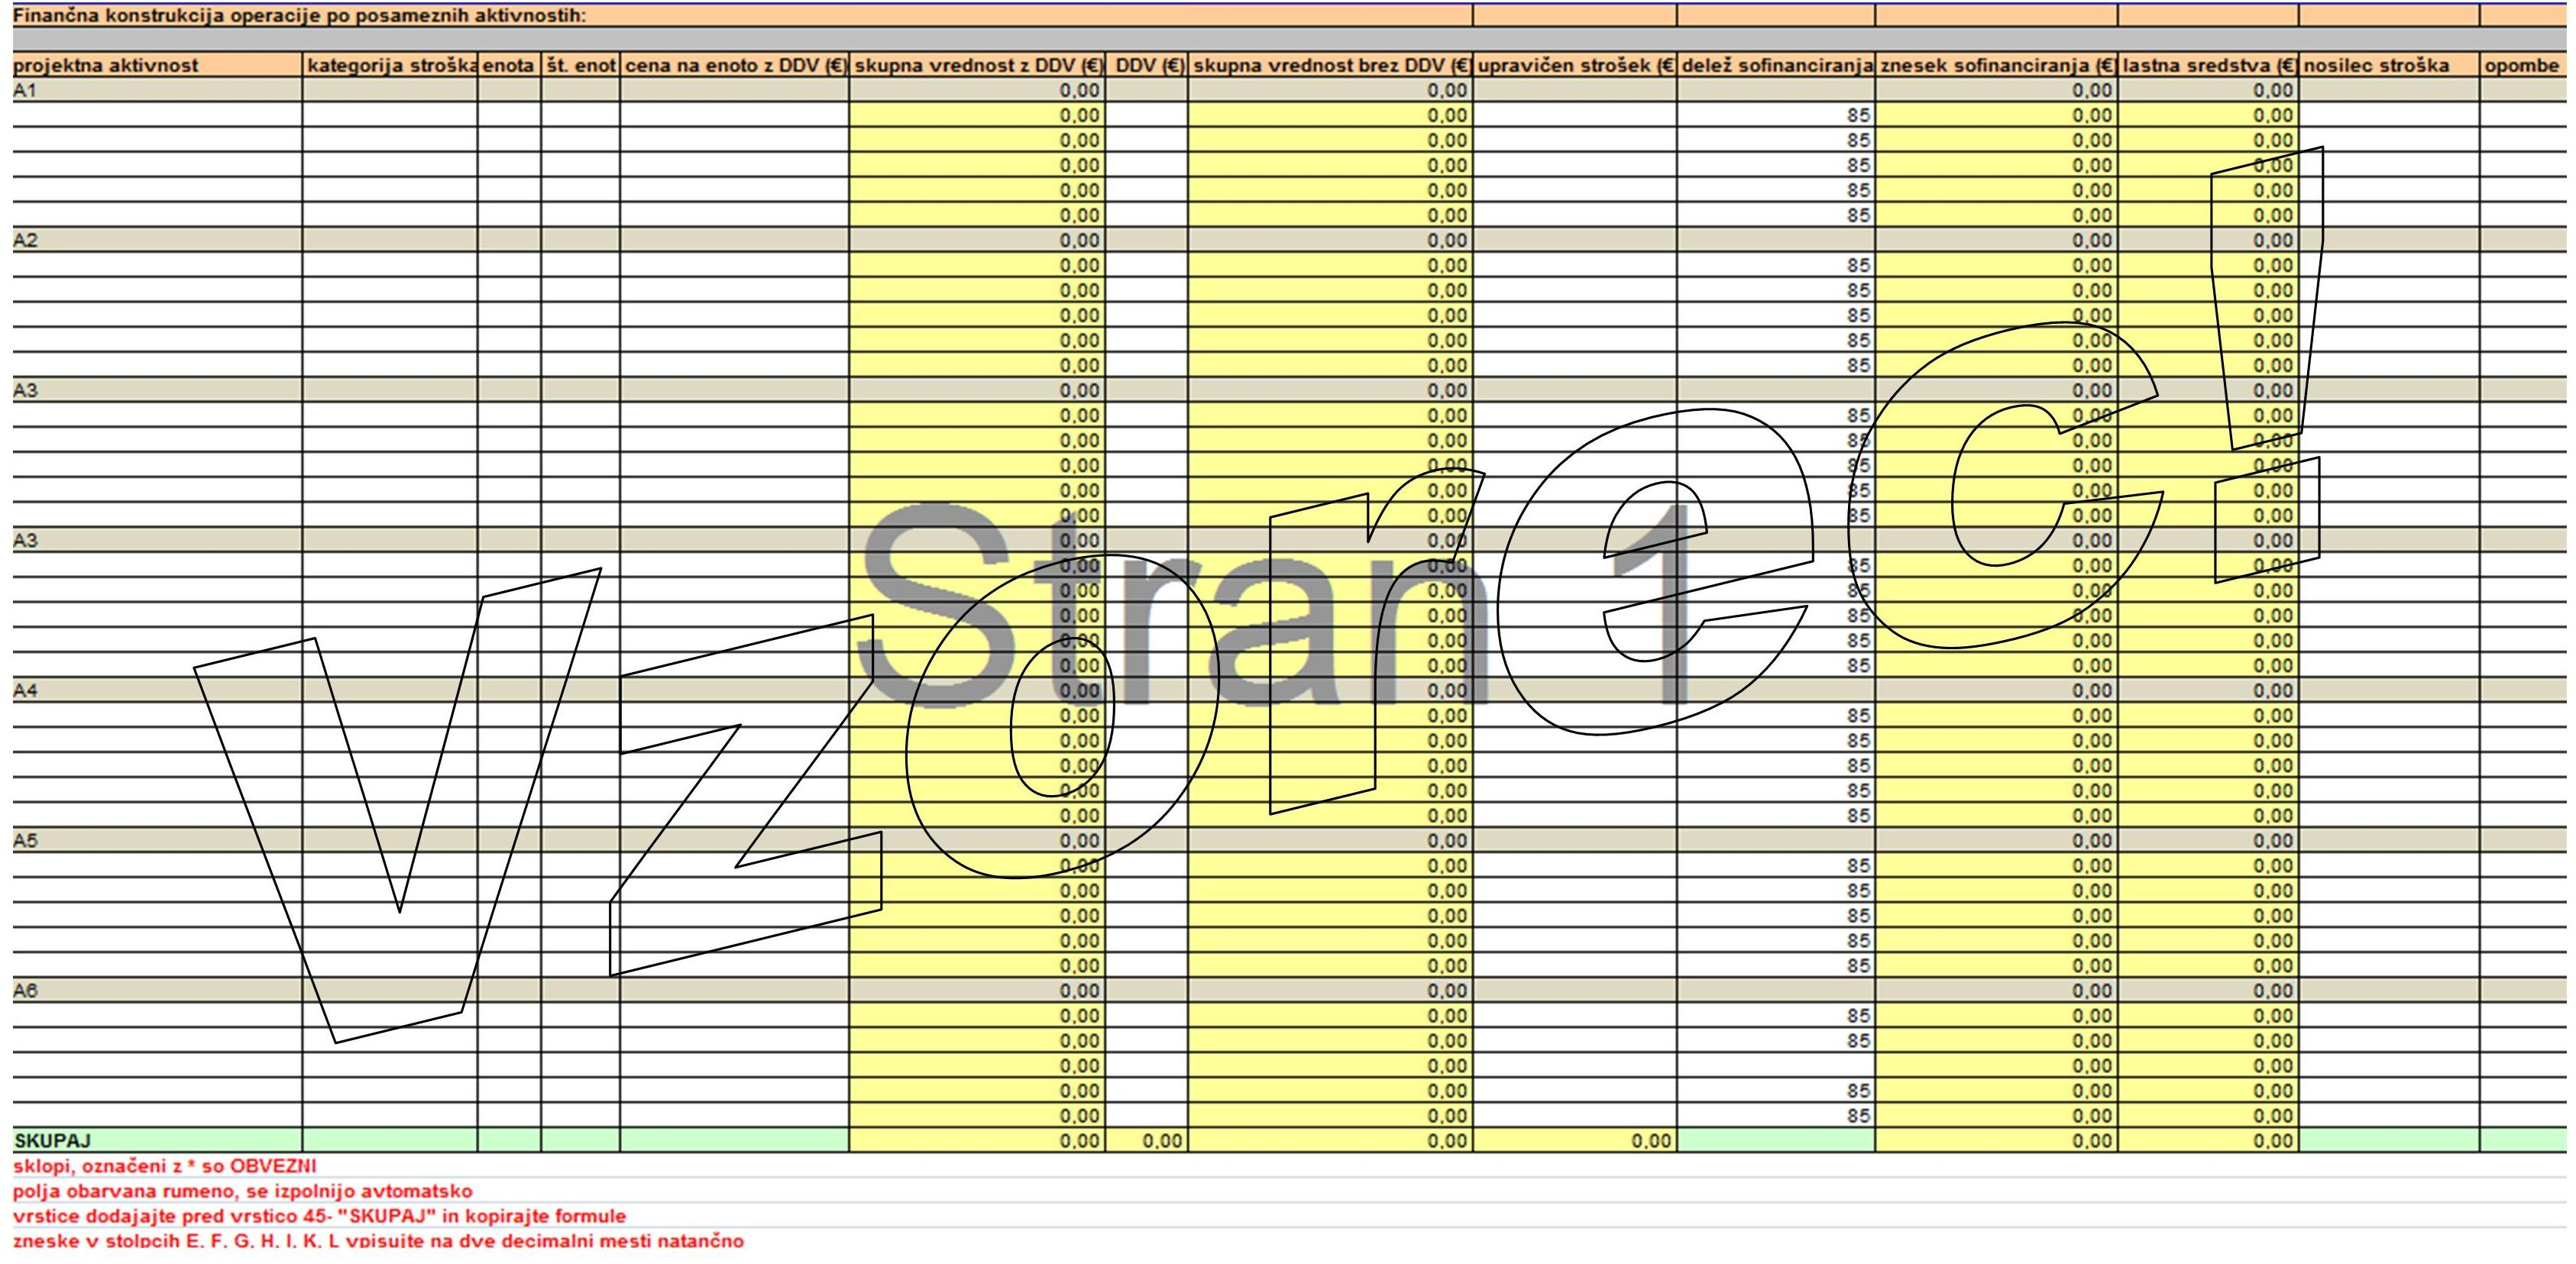 Finančna konstrukcija operacije po posameznih aktivnostih:
projektna aktivnost kategorija stroška enota št. enot cena na enoto z DDV (€) skupna vrednost z DDV (€) DDV (€) skupna vrednost brez DDV (€) upravičen strošek (€ delež sofinanciranja znesek sofinanciranja (€) lastna sredstva (€) nosilec stroška opombe
A1 0,00 0,00 0,00 0,00
0,00 0,00 85 0,00 0,00
0,00 0,00 85 0,00 0,00
0,00 0,00 85 0,00 0,00
0,00 0,00 85 0,00 0,00
0,00 0,00 85 0,00 0,00
A2 0,00 0,00 0,00 0,00
0,00 0,00 85 0,00 0,00
0,00 0,00 85 0,00 0,00
0,00 0,00 85 0,00 0,00
0,00 0,00 85 0,00 0,00
0,00 0,00 85 0,00 0,00
A3 0,00 0,00 0,00 0,00
0,00 0,00 85 0,00 0,00
0,00 0,00 85 0,00 0,00
0,00 0,00 85 0,00 0,00
0,00 0,00 85 0,00 0,00
0,00 0,00 85 0,00 0,00
A3 0,00 0,00 0,00 0,00
0,00 0,00 85 0,00 0,00
0,00 0,00 85 0,00 0,00
0,00 0,00 85 0,00 0,00
0,00 0,00 85 0,00 0,00
0,00 0,00 85 0,00 0,00
A4 0,00 0,00 0,00 0,00
0,00 0,00 85 0,00 0,00
0,00 0,00 85 0,00 0,00
0,00 0,00 85 0,00 0,00
0,00 0,00 85 0,00 0,00
0,00 0,00 85 0,00 0,00
A5 0,00 0,00 0,00 0,00
0,00 0,00 85 0,00 0,00
0,00 0,00 85 0,00 0,00
0,00 0,00 85 0,00 0,00
0,00 0,00 85 0,00 0,00
0,00 0,00 85 0,00 0,00
A6 0,00 0,00 0,00 0,00
0,00 0,00 85 0,00 0,00
0,00 0,00 85 0,00 0,00
0,00 0,00 0,00 0,00
0,00 0,00 85 0,00 0,00
0,00 0,00 85 0,00 0,00
SKUPAJ 0,00 0,00 0,00 0,00 0,00 0,00
sklopi, označeni z * so OBVEZNI
polja obarvana rumeno, se izpolnijo avtomatsko
vrstice dodajajte pred vrstico 45- "SKUPAJ" in kopirajte formule
zneske v stolpcih E, F, G, H, I, K, L vpisujte na dve decimalni mesti natančno
Stran 1
Vzorec!